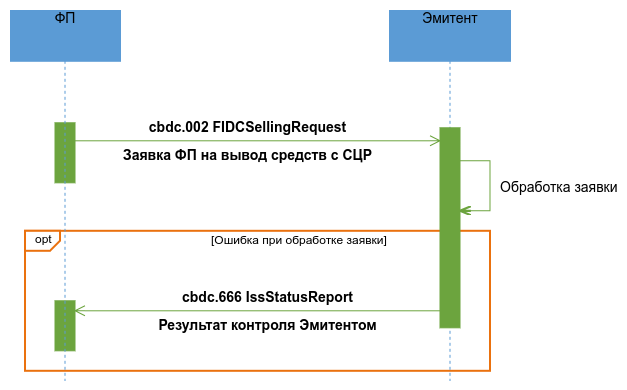 ФП
Эмитент
cbdc.002 FIDCSellingRequest
Заявка ФП на вывод средств с СЦР
Обработка заявки
opt
[Ошибка при обработке заявки]
cbdc.666 IssStatusReport
Результат контроля Эмитентом